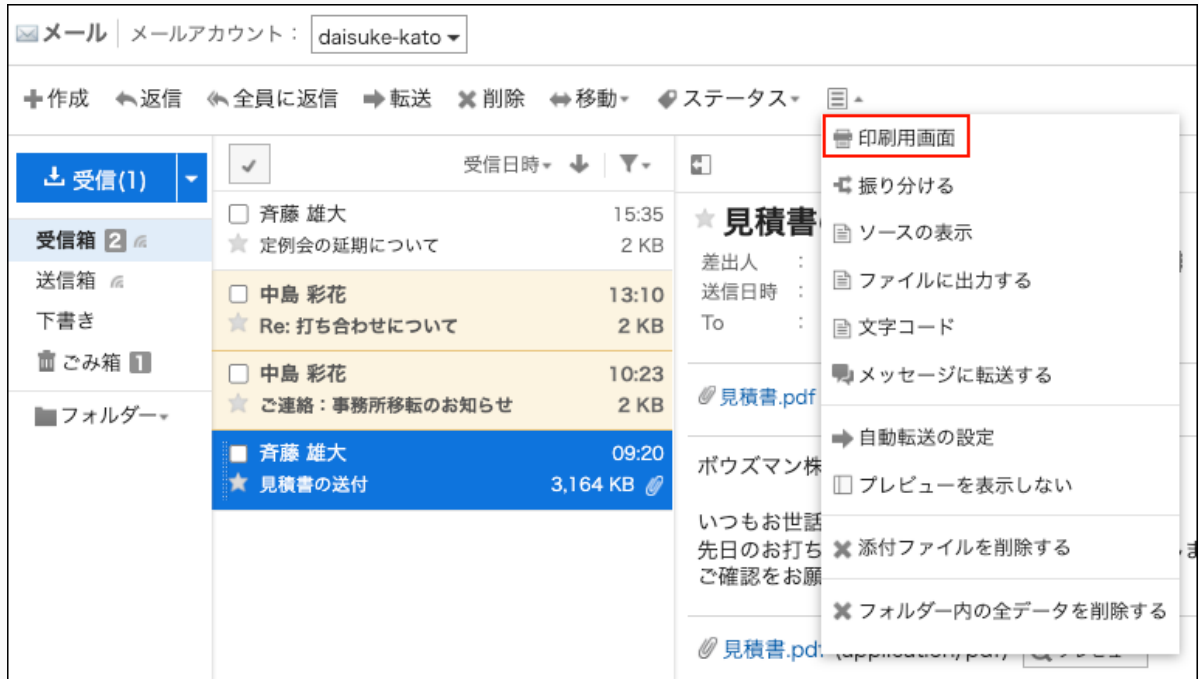 メール メールアカウント： daisuke-kato
作成 返信 全員に返信 転送 削除 移動 ステータス
受信(1)
受信箱 2
送信箱
下書き
ごみ箱 1
フォルダー
受信日時
斉藤 雄大 15:35
定例会の延期について 2 KB
中島 彩花 13:10
Re: 打ち合わせについて 2 KB
中島 彩花 10:23
ご連絡：事務所移転のお知らせ 2 KB
斉藤 雄大 09:20
見積書の送付 3,164 KB
見積書
差出人 ：
送信日時 ：
To ：
見積書.pdf
ボウズマン株
いつもお世話
先日のお打ち
ご確認をお願
見積書.pdf
印刷用画面
振り分ける
ソースの表示
ファイルに出力する
文字コード
メッセージに転送する
自動転送の設定
プレビューを表示しない
添付ファイルを削除する
フォルダー内の全データを削除する